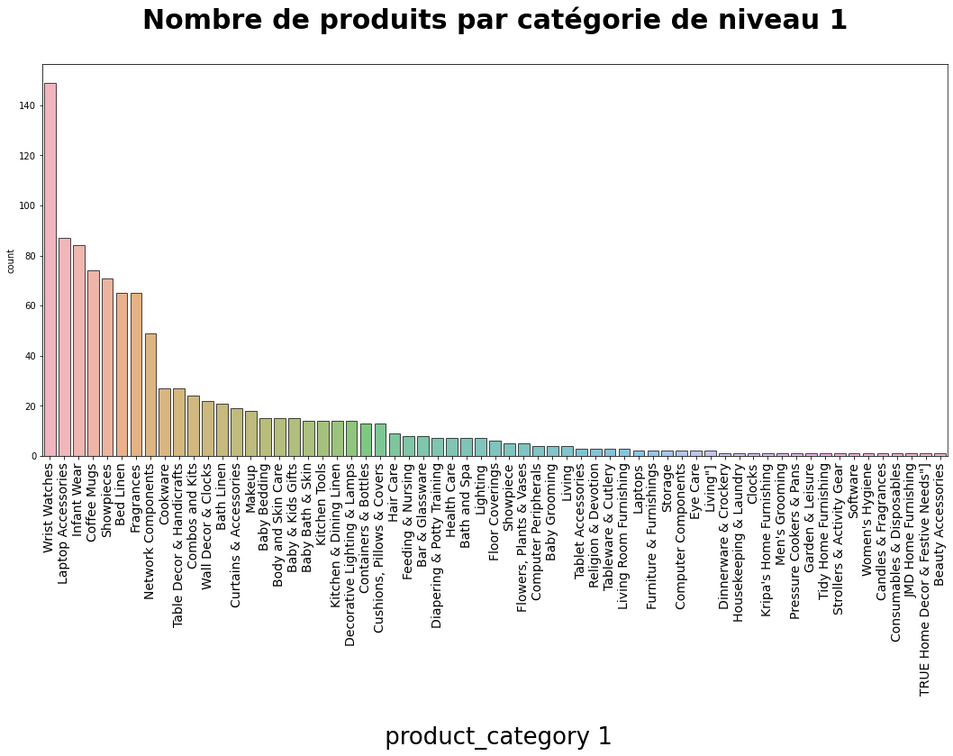 Nombre de produits par catégorie de niveau 1
140
120
100
80
60
40
20
0
count
Wrist Watches
Laptop Accessories
Infant Wear
Coffee Mugs
Showpieces
Bed Linen
Fragrances
Network Components
Cookware
Table Decor & Handicrafts
Combos and Kits
Wall Decor & Clocks
Bath Linen
Curtains & Accessories
Makeup
Baby Bedding
Body and Skin Care
Baby & Kids Gifts
Baby Bath & Skin
Kitchen Tools
Kitchen & Dining Linen
Decorative Lighting & Lamps
Containers & Bottles
Cushions, Pillows & Covers
Hair Care
Feeding & Nursing
Bar & Glassware
Diapering & Potty Training
Health Care
Bath and Spa
Lighting
Floor Coverings
Showpiece
Flowers, Plants & Vases
Computer Peripherals
Baby Grooming
Living
Tablet Accessories
Religion & Devotion
Tableware & Cutlery
Living Room Furnishing
Laptops
Furniture & Furnishings
Storage
Computer Components
Eye Care
Living"]
Dinnerware & Crockery
Housekeeping & Laundry
Clocks
Kripa's Home Furnishing
Men's Grooming
Pressure Cookers & Pans
Garden & Leisure
Tidy Home Furnishing
Strollers & Activity Gear
Software
Women's Hygiene
Candles & Fragrances
Consumables & Disposables
JMD Home Furnishing
TRUE Home Decor & Festive Needs"]
Beauty Accessories
product_category 1